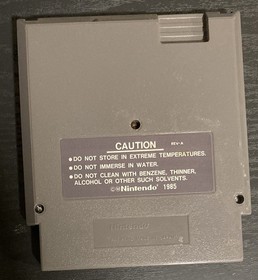 CAUTION
REV-A
• DO NOT STORE IN EXTREME TEMPERATURES.
• DO NOT IMMERSE IN WATER.
• DO NOT CLEAN WITH BENZENE, THINNER,
ALCOHOL OR OTHER SUCH SOLVENTS.
©Nintendo® 1985